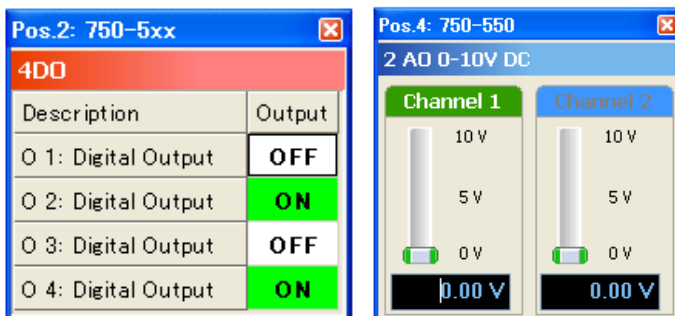 Pos.2: 750-5xx
4DO
Description Output
O 1: Digital Output OFF
O 2: Digital Output ON
O 3: Digital Output OFF
O 4: Digital Output ON
Pos.4: 750-550
2 AO 0-10V DC
Channel 1 Channel 2
10 V 10 V
5 V 5 V
0 V 0 V
0.00 V 0.00 V